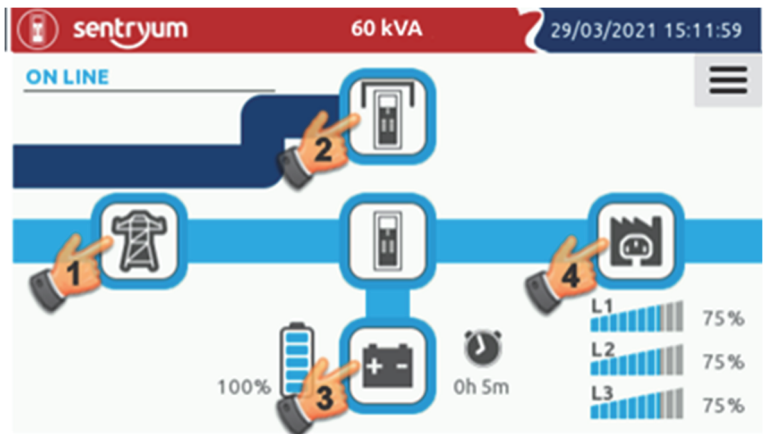 sentryum
60 kVA
29/03/2021 15:11:59
ON LINE
2
1
4
L1
75%
L2
75%
100%
3
0h 5m
L3
75%